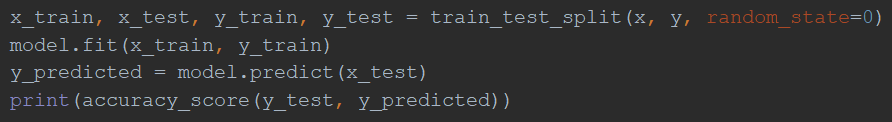 x_train, x_test, y_train, y_test = train_test_split(x, y, random_state=0)
model.fit(x_train, y_train)
y_predicted = model.predict(x_test)
print(accuracy_score(y_test, y_predicted))